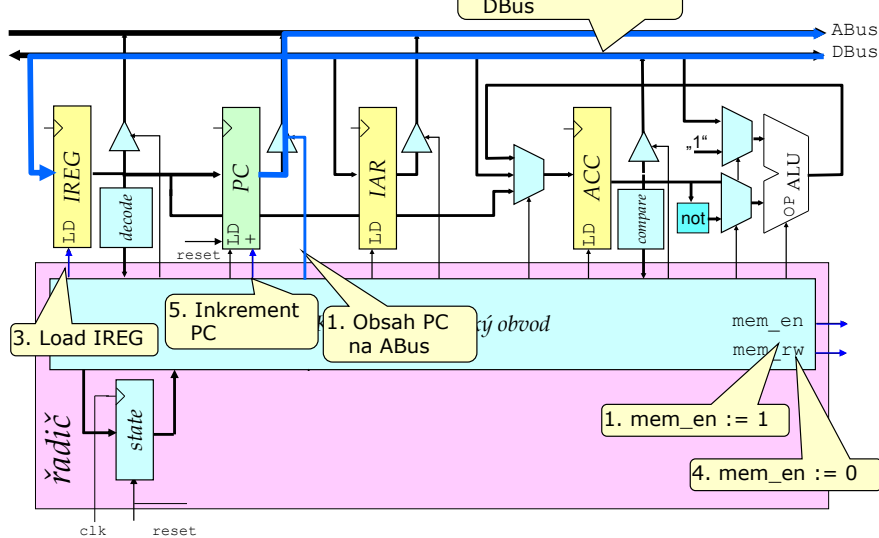 DBus
ABus
DBus
IREG
LD
decode
PC
LD
+
reset
IAR
LD
ACC
LD
compare
„1“
not
ALU
OP
3. Load IREG
5. Inkrement
PC
1. Obsah PC
na ABus
ký obvod
mem_en
mem_rw
1. mem_en := 1
4. mem_en := 0
řadič
state
clk
reset